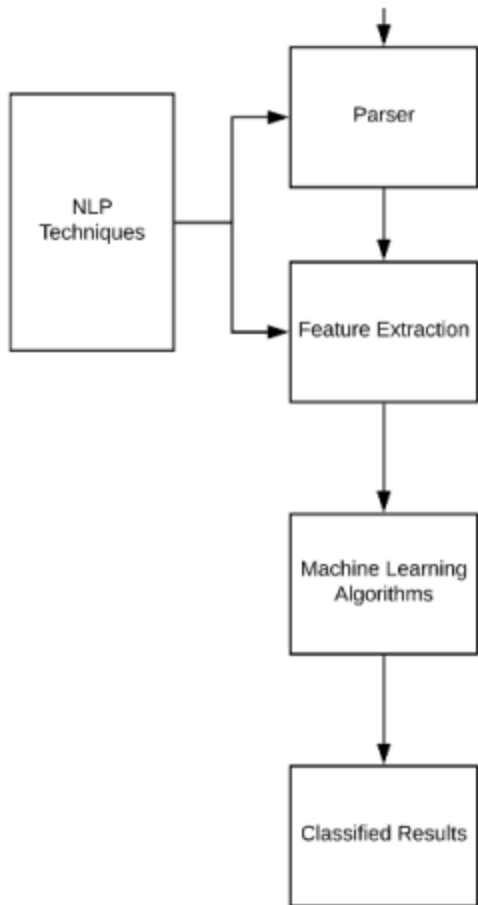 Parser
NLP
Techniques
Feature Extraction
Machine Learning
Algorithms
Classified Results